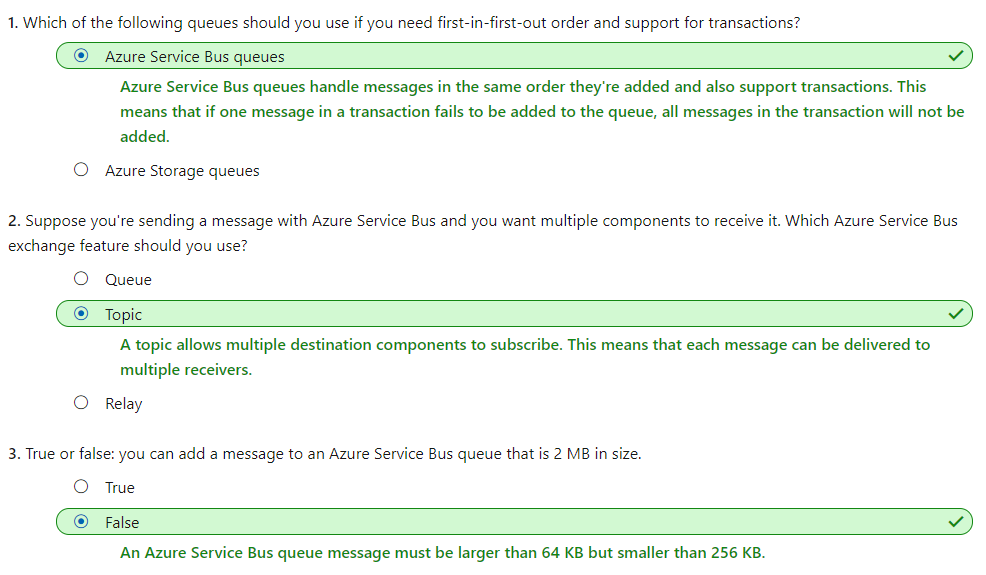 1. Which of the following queues should you use if you need first-in-first-out order and support for transactions?
Azure Service Bus queues
Azure Service Bus queues handle messages in the same order they're added and also support transactions. This
means that if one message in a transaction fails to be added to the queue, all messages in the transaction will not be
added.
Azure Storage queues
2. Suppose you're sending a message with Azure Service Bus and you want multiple components to receive it. Which Azure Service Bus
exchange feature should you use?
Queue
Topic
A topic allows multiple destination components to subscribe. This means that each message can be delivered to
multiple receivers.
Relay
3. True or false: you can add a message to an Azure Service Bus queue that is 2 MB in size.
True
False
An Azure Service Bus queue message must be larger than 64 KB but smaller than 256 KB.